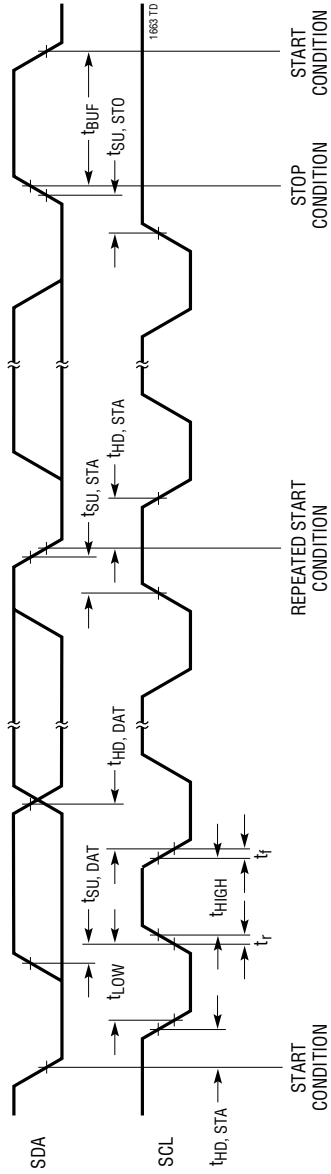 SDA
tBUF
tSU, STA
tSU, STO
tHD, STA
tSU, DAT
tHD, DAT
tLOW
SCL
tHD, STA
tr
tHIGH
tf
1663 TD
START
CONDITION
REPEATED START
CONDITION
STOP
CONDITION
START
CONDITION